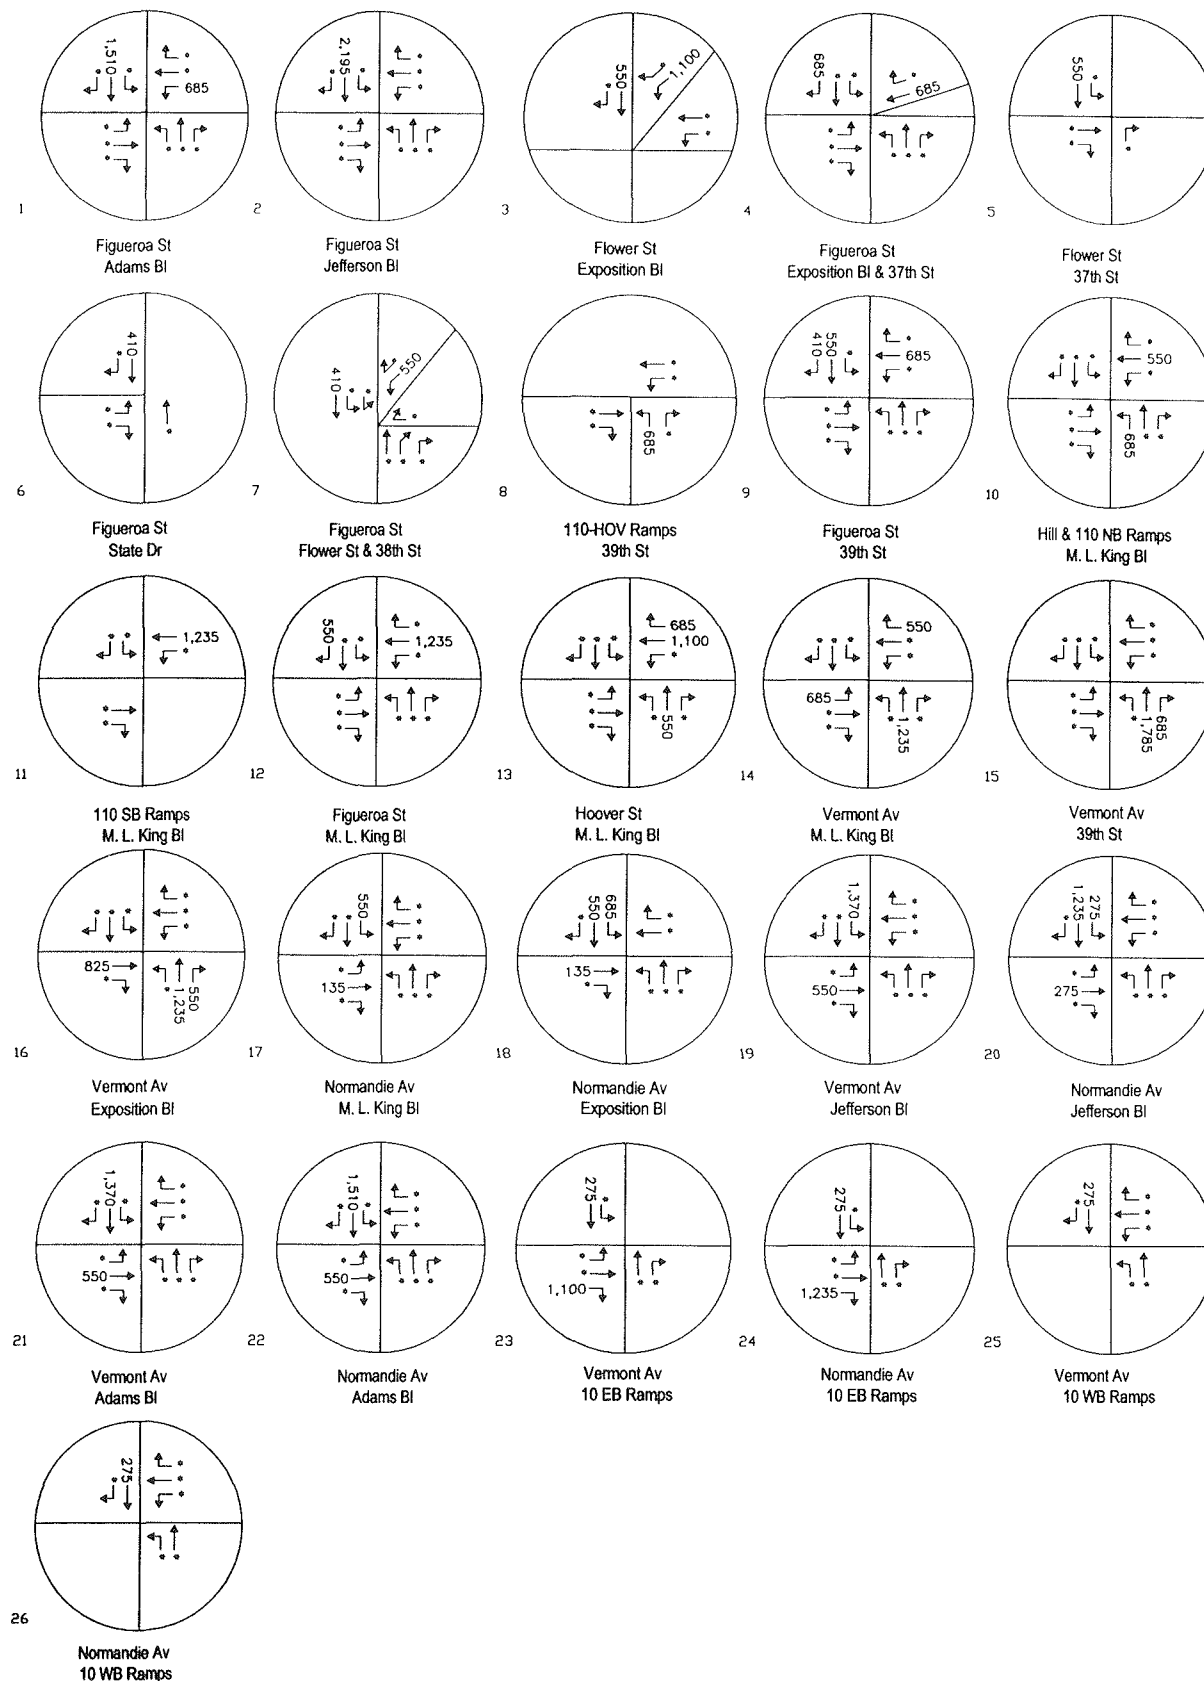 1,510
685
1
Figueroa St
Adams Bl
2,195
2
Figueroa St
Jefferson Bl
550
1,100
3
Flower St
Exposition Bl
685
685
4
Figueroa St
Exposition Bl & 37th St
550
5
Flower St
37th St
410
6
Figueroa St
State Dr
410
550
7
Figueroa St
Flower St & 38th St
685
8
110-HOV Ramps
39th St
550
410
685
9
Figueroa St
39th St
550
685
10
Hill & 110 NB Ramps
M. L. King Bl
1,235
11
110 SB Ramps
M. L. King Bl
550
1,235
12
Figueroa St
M. L. King Bl
685
1,100
550
13
Hoover St
M. L. King Bl
550
685
1,235
14
Vermont Av
M. L. King Bl
685
1,785
15
Vermont Av
39th St
825
550
1,235
16
Vermont Av
Exposition Bl
550
135
17
Normandie Av
M. L. King Bl
685
550
135
18
Normandie Av
Exposition Bl
1,370
550
19
Vermont Av
Jefferson Bl
275
1,235
275
20
Normandie Av
Jefferson Bl
1,370
550
21
Vermont Av
Adams Bl
1,510
550
22
Normandie Av
Adams Bl
275
1,100
23
Vermont Av
10 EB Ramps
275
1,235
24
Normandie Av
10 EB Ramps
275
25
Vermont Av
10 WB Ramps
275
26
Normandie Av
10 WB Ramps